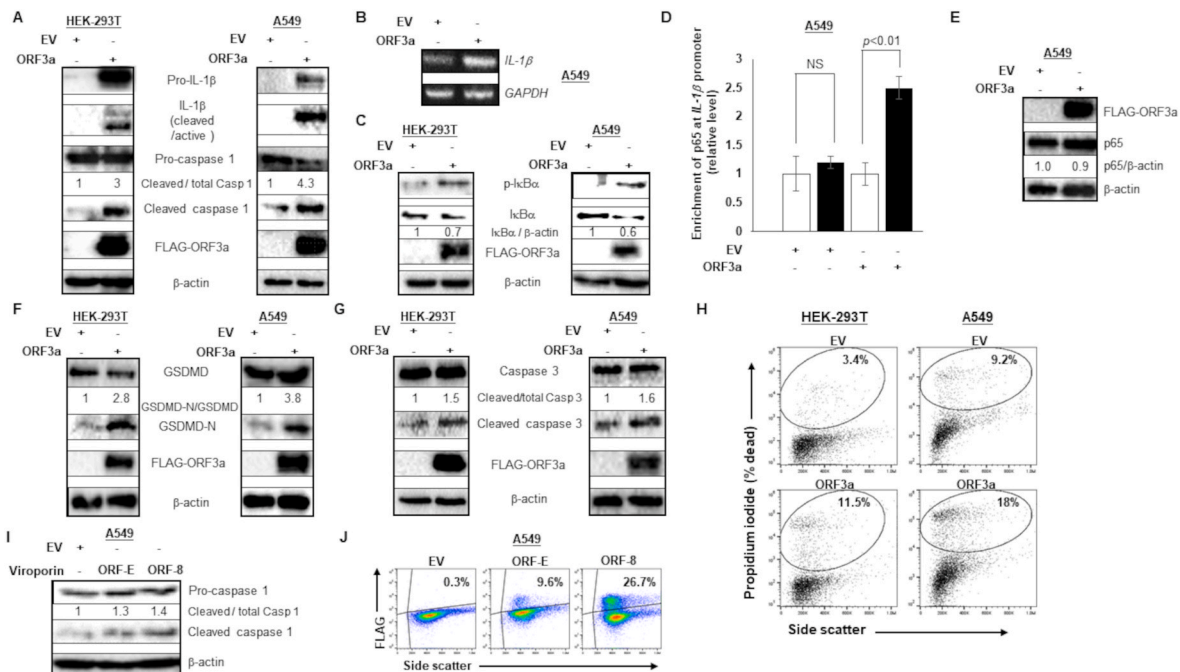 A
HEK-293T
A549
EV + - + -
ORF3a - + - +
Pro-IL-1β
IL-1β
(cleaved
/active )
Pro-caspase 1
1 3 Cleaved / total Casp 1 1 4.3
Cleaved caspase 1
FLAG-ORF3a
β-actin
B
EV + -
ORF3a - +
IL-1β
GAPDH
A549
C
HEK-293T
A549
EV + - + -
ORF3a - + - +
p-IκBα
IκBα
1 0.7 IκBα / β-actin 1 0.6
FLAG-ORF3a
β-actin
D
A549
p<0.01
NS
Enrichment of p65 at IL-1β promoter
(relative level)
3
2.5
2
1.5
1
0.5
0
EV + + - -
ORF3a - - + +
E
A549
EV + -
ORF3a - +
FLAG-ORF3a
p65
1.0 0.9 p65/β-actin
β-actin
F
HEK-293T
A549
EV + - + -
ORF3a - + - +
GSDMD
1 2.8 GSDMD-N/GSDMD 1 3.8
GSDMD-N
FLAG-ORF3a
β-actin
G
HEK-293T
A549
EV + - + -
ORF3a - + - +
Caspase 3
1 1.5 Cleaved/total Casp 3 1 1.6
Cleaved caspase 3
FLAG-ORF3a
β-actin
H
HEK-293T A549
EV EV
3.4% 9.2%
ORF3a ORF3a
11.5% 18%
Propidium iodide (% dead)
Side scatter
I
A549
EV + - -
Viroporin - ORF-E ORF-8
Pro-caspase 1
1 1.3 1.4 Cleaved / total Casp 1
Cleaved caspase 1
β-actin
J
A549
EV ORF-E ORF-8
0.3% 9.6% 26.7%
FLAG
Side scatter